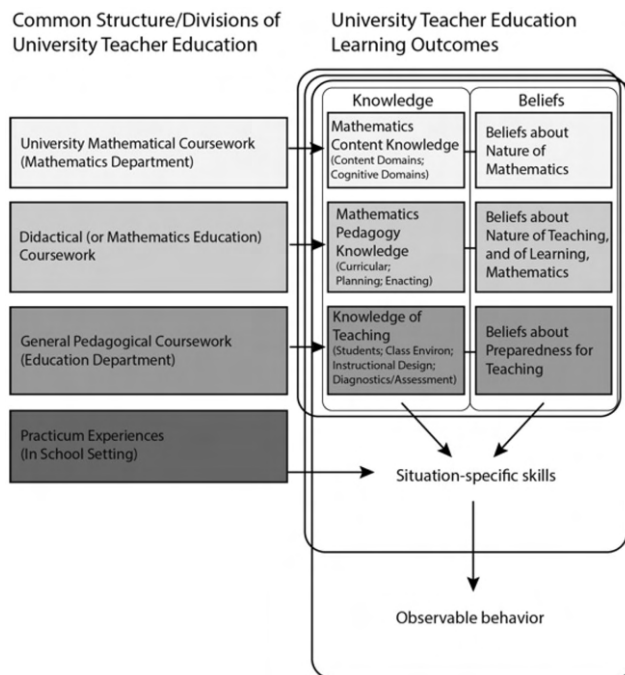 Common Structure/Divisions of
University Teacher Education
University Teacher Education
Learning Outcomes
Knowledge
Beliefs
University Mathematical Coursework
(Mathematics Department)
Mathematics
Content Knowledge
(Content Domains;
Cognitive Domains)
Beliefs about
Nature of
Mathematics
Didactical (or Mathematics Education)
Coursework
Mathematics
Pedagogy
Knowledge
(Curricular;
Planning; Enacting)
Beliefs about
Nature of Teaching,
and of Learning,
Mathematics
General Pedagogical Coursework
(Education Department)
Knowledge of
Teaching
(Students; Class Environ;
Instructional Design;
Diagnostics/Assessment)
Beliefs about
Preparedness for
Teaching
Practicum Experiences
(In School Setting)
Situation-specific skills
Observable behavior